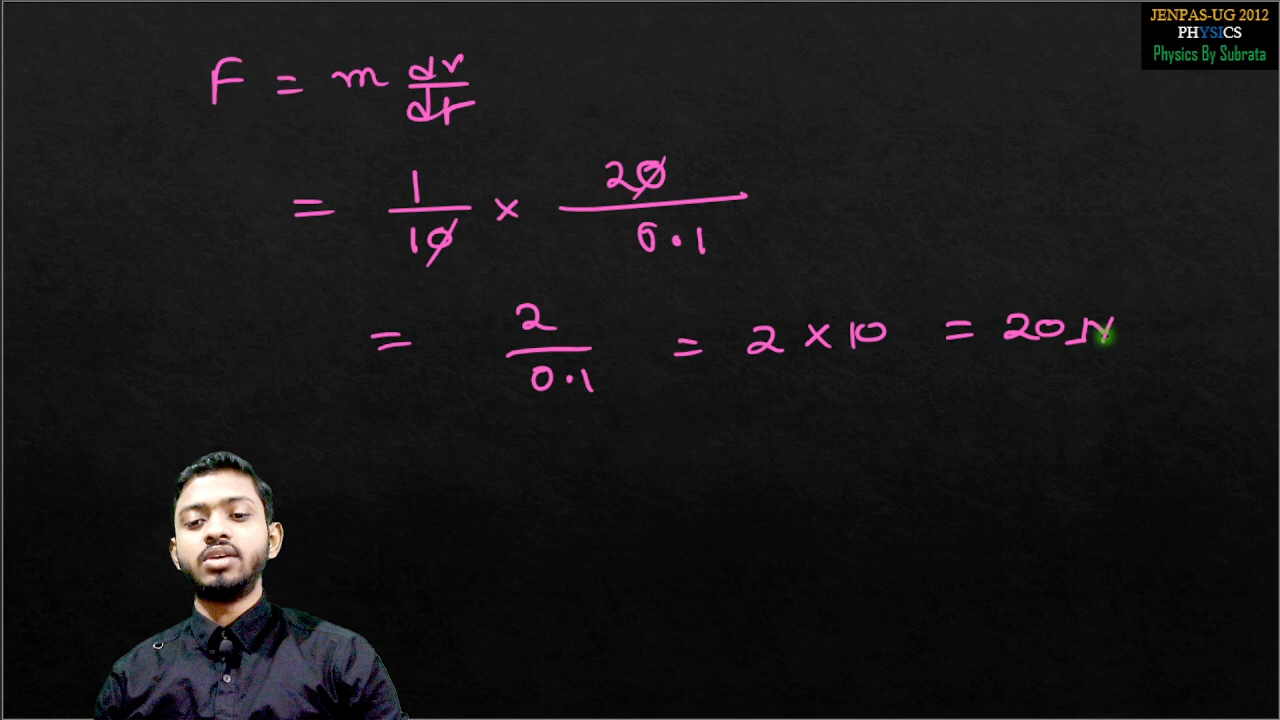 JENPAS-UG 2012
PHYSICS
Physics By Subrata
F = m dv/dt
= 1/10 × 20/0.1
= 2/0.1 = 2 × 10 = 20 N